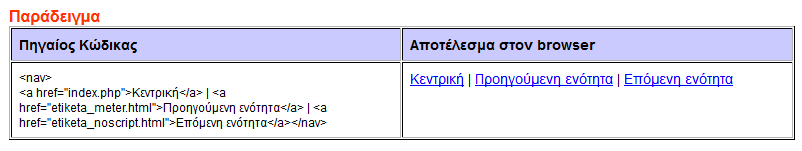 Παράδειγμα
Πηγαίος Κώδικας
Αποτέλεσμα στον browser
<nav>
<a href="index.php">Κεντρική</a> | <a
href="etiketa_meter.html">Προηγούμενη ενότητα</a> | <a
href="etiketa_noscript.html">Επόμενη ενότητα</a></nav>
Κεντρική | Προηγούμενη ενότητα | Επόμενη ενότητα